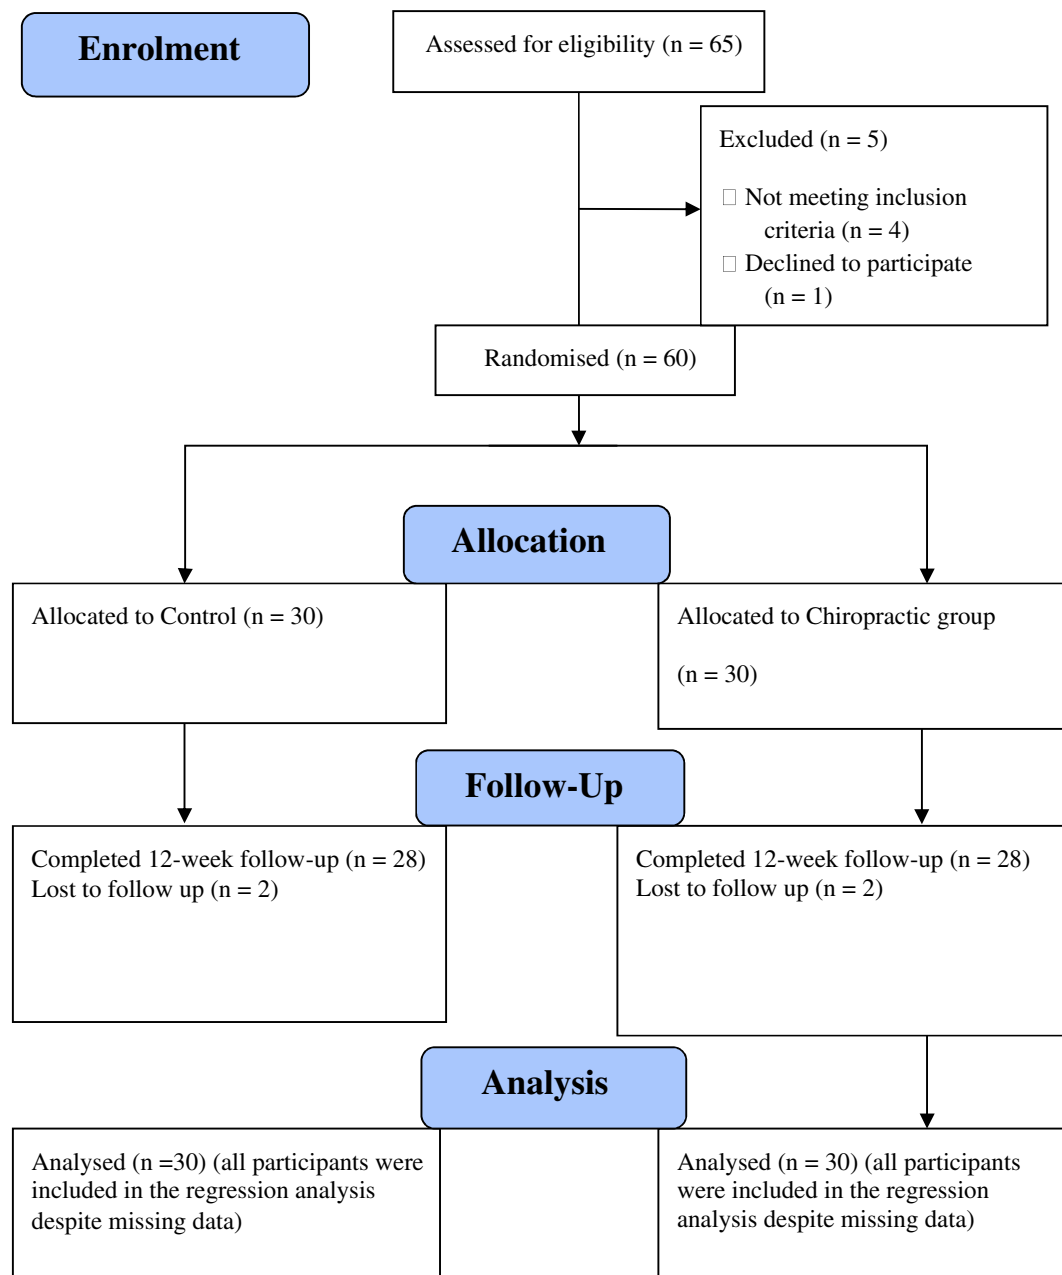 Enrolment
Assessed for eligibility (n = 65)
Excluded (n = 5)
□ Not meeting inclusion
criteria (n = 4)
□ Declined to participate
(n = 1)
Randomised (n = 60)
Allocation
Allocated to Control (n = 30)
Allocated to Chiropractic group
(n = 30)
Follow-Up
Completed 12-week follow-up (n = 28)
Lost to follow up (n = 2)
Completed 12-week follow-up (n = 28)
Lost to follow up (n = 2)
Analysis
Analysed (n =30) (all participants were
included in the regression analysis
despite missing data)
Analysed (n = 30) (all participants
were included in the regression
analysis despite missing data)